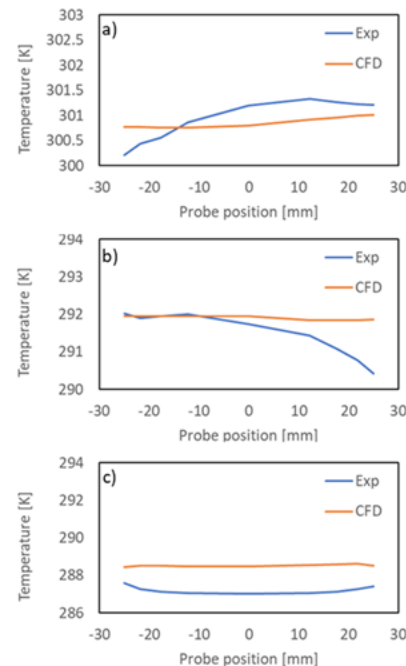 a)
Exp
CFD
Temperature [K]
303
302.5
302
301.5
301
300.5
300
-30 -20 -10 0 10 20 30
Probe position [mm]
b)
Exp
CFD
Temperature [K]
294
293
292
291
290
-30 -20 -10 0 10 20 30
Probe position [mm]
c)
Exp
CFD
Temperature [K]
294
292
290
288
286
-30 -20 -10 0 10 20 30
Probe position [mm]